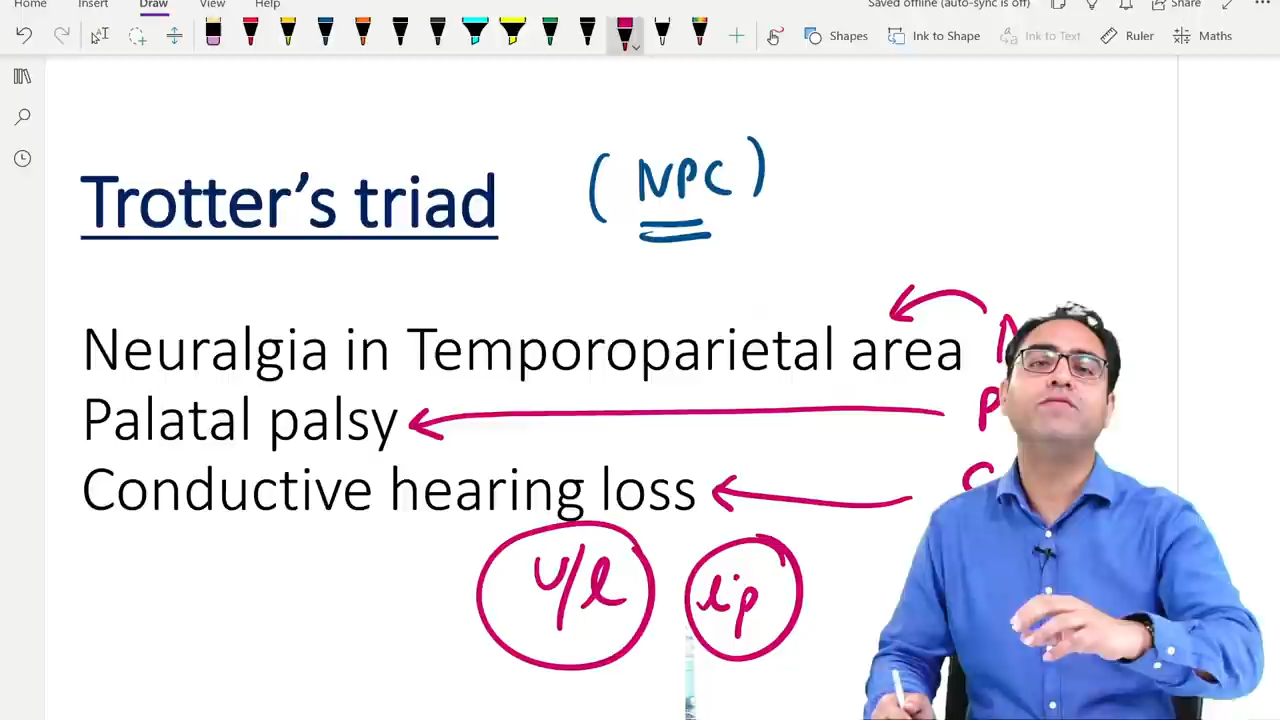 Home Insert Draw View Help Saved offline (auto-sync is off) Share
Shapes Ink to Shape Ink to Text Ruler Maths
Trotter’s triad (NPC)
Neuralgia in Temporoparietal area N
Palatal palsy P
Conductive hearing loss C
U/L